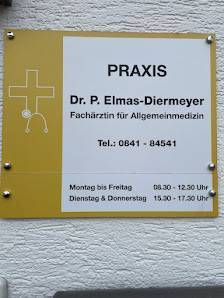 PRAXIS
Dr. P. Elmas-Diermeyer
Fachärztin für Allgemeinmedizin
Tel.: 0841 - 84541
Montag bis Freitag 08.30 - 12.30 Uhr
Dienstag & Donnerstag 15.30 - 17.30 Uhr